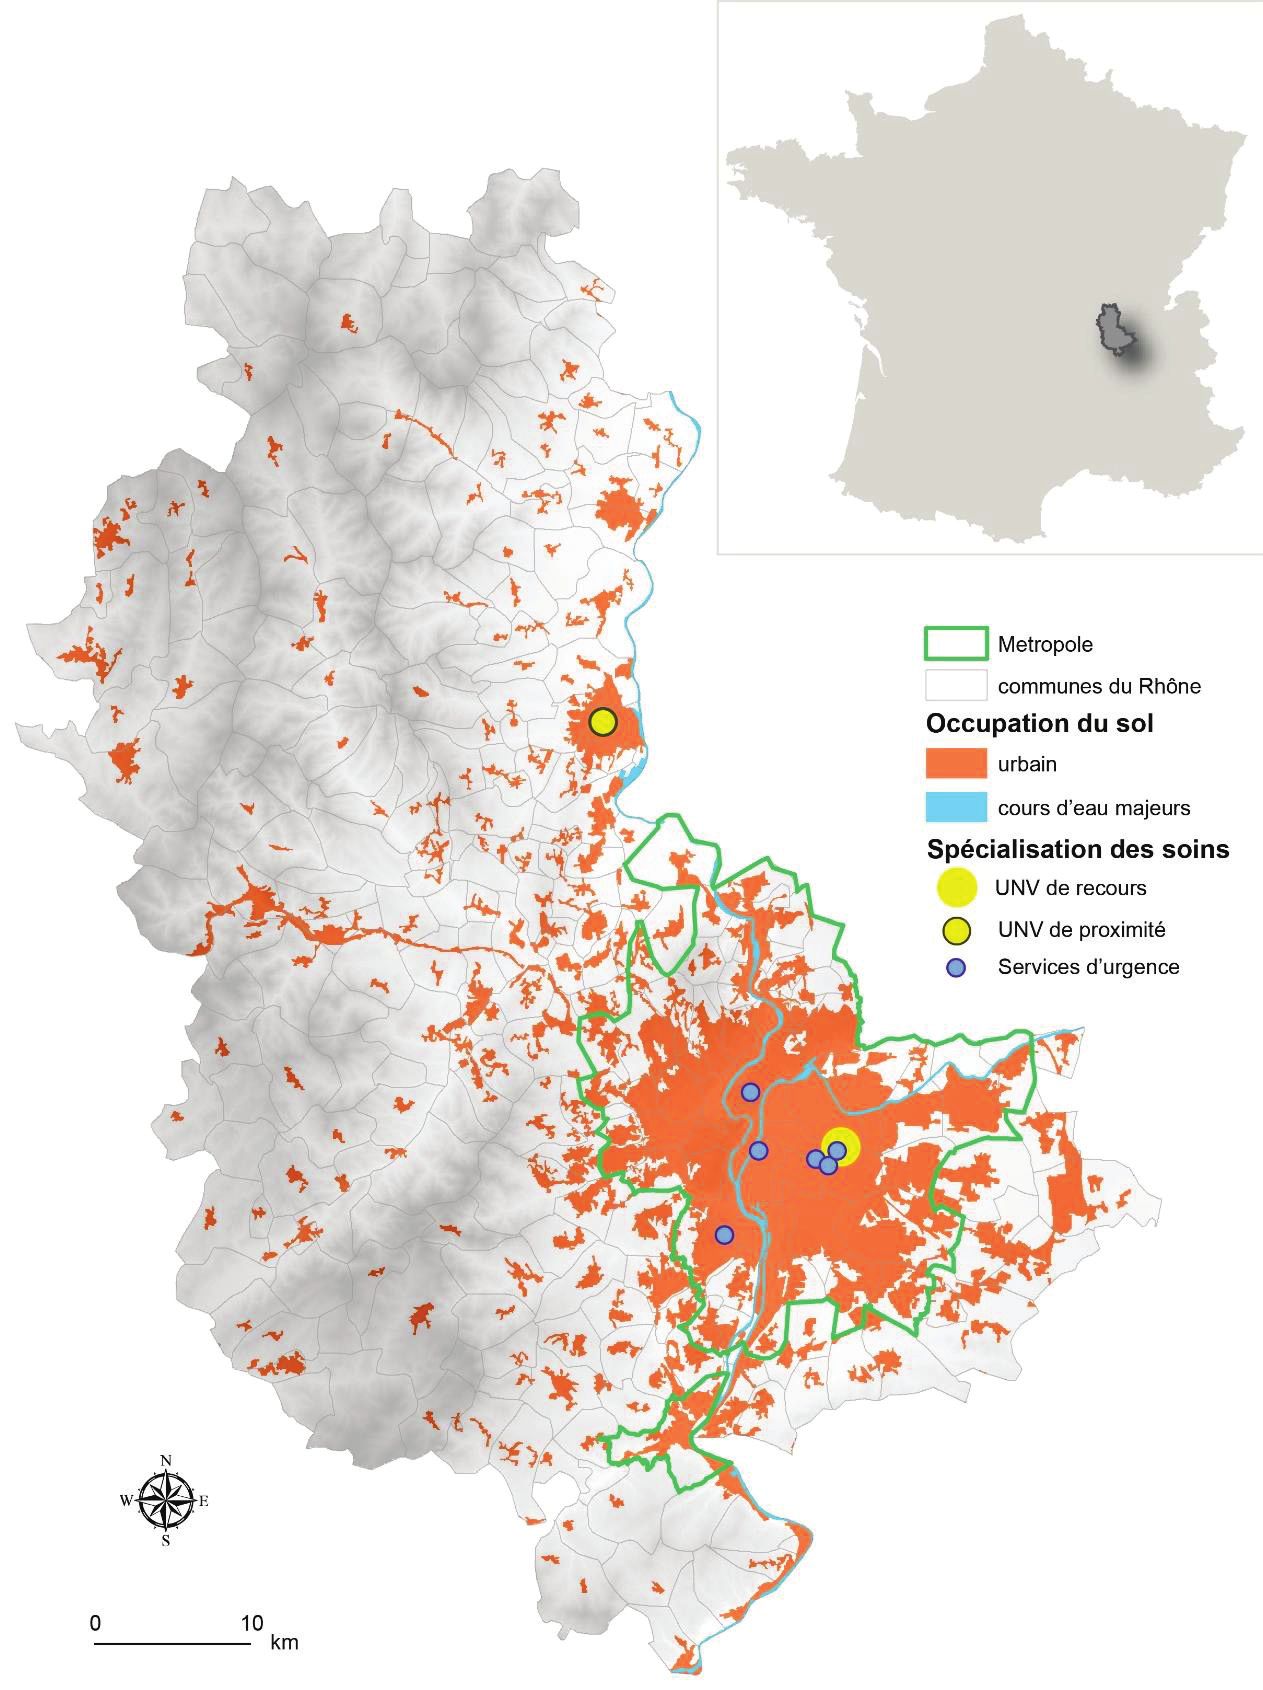 Metropole
communes du Rhône
Occupation du sol
urbain
cours d'eau majeurs
Spécialisation des soins
UNV de recours
UNV de proximité
Services d'urgence
N
W E
S
0 10
km